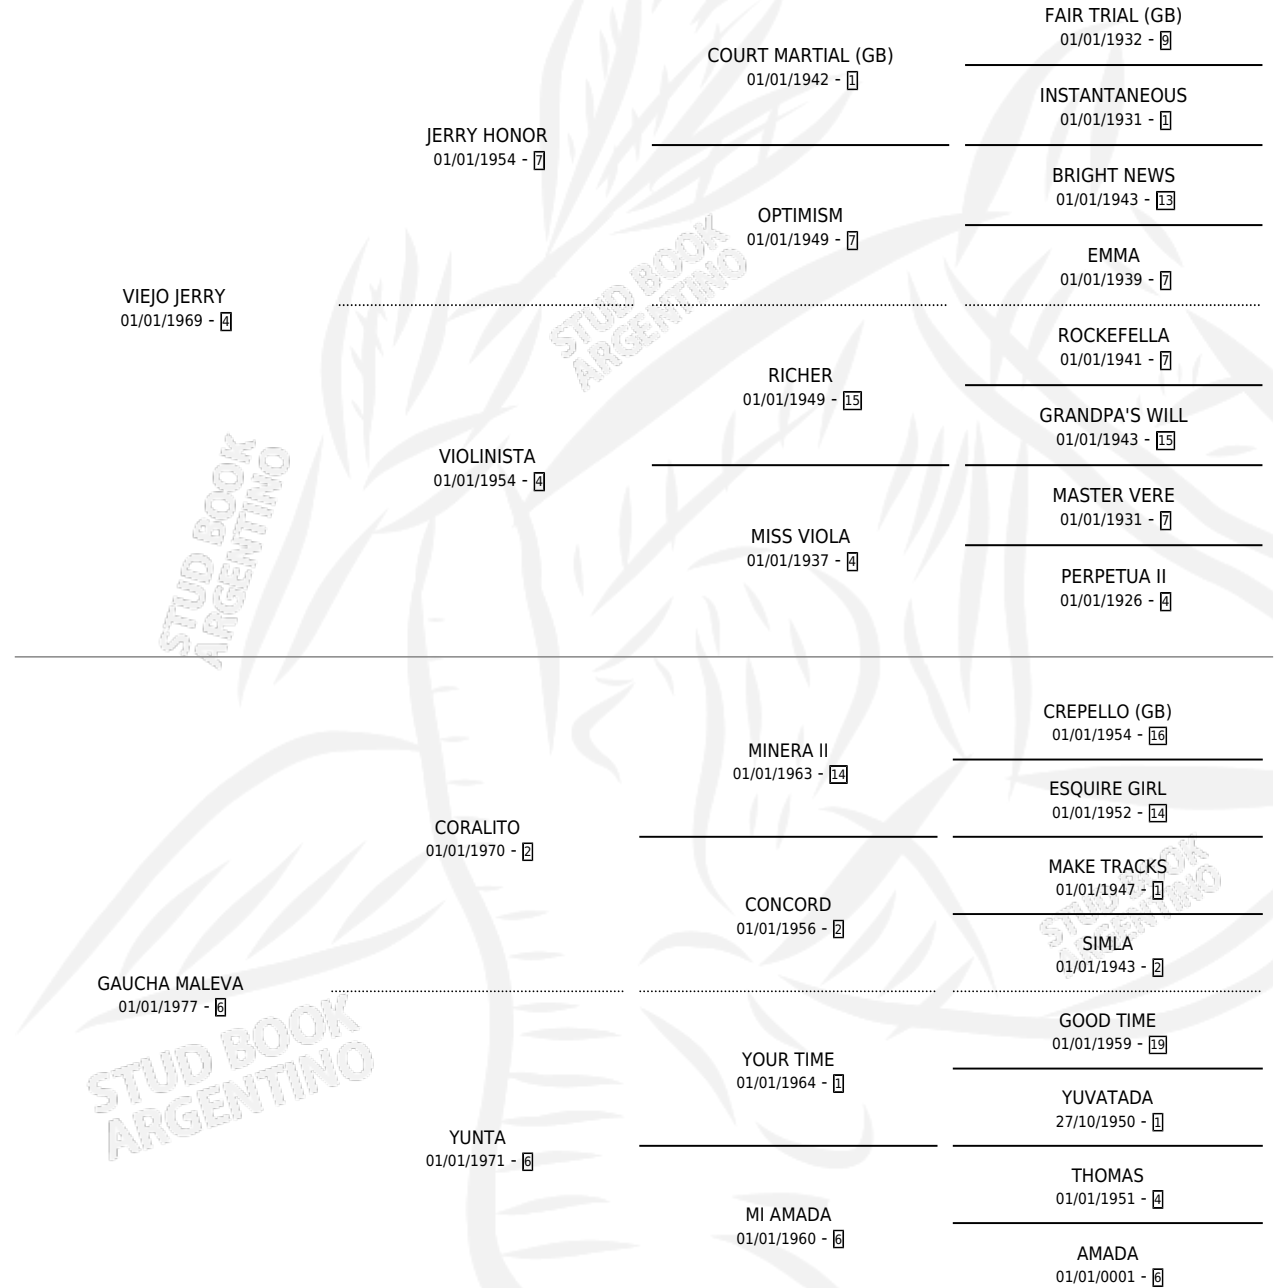 FAIR TRIAL (GB)
01/01/1932 - 9
COURT MARTIAL (GB)
01/01/1942 - 1
INSTANTANEOUS
01/01/1931 - 1
JERRY HONOR
01/01/1954 - 7
BRIGHT NEWS
01/01/1943 - 13
OPTIMISM
01/01/1949 - 7
EMMA
01/01/1939 - 7
VIEJO JERRY
01/01/1969 - 4
ROCKEFELLA
01/01/1941 - 7
RICHER
01/01/1949 - 15
GRANDPA'S WILL
01/01/1943 - 15
VIOLINISTA
01/01/1954 - 4
MASTER VERE
01/01/1931 - 7
MISS VIOLA
01/01/1937 - 4
PERPETUA II
01/01/1926 - 4
CREPELLO (GB)
01/01/1954 - 16
MINERA II
01/01/1963 - 14
ESQUIRE GIRL
01/01/1952 - 14
CORALITO
01/01/1970 - 2
MAKE TRACKS
01/01/1947 - 1
CONCORD
01/01/1956 - 2
SIMLA
01/01/1943 - 2
GAUCHA MALEVA
01/01/1977 - 6
GOOD TIME
01/01/1959 - 19
YOUR TIME
01/01/1964 - 1
YUVATADA
27/10/1950 - 1
YUNTA
01/01/1971 - 6
THOMAS
01/01/1951 - 4
MI AMADA
01/01/1960 - 6
AMADA
01/01/0001 - 6
STUD BOOK
ARGENTINO
STUD BOOK
ARGENTINO
STUD BOOK
ARGENTINO
STUD BOOK
ARGENTINO